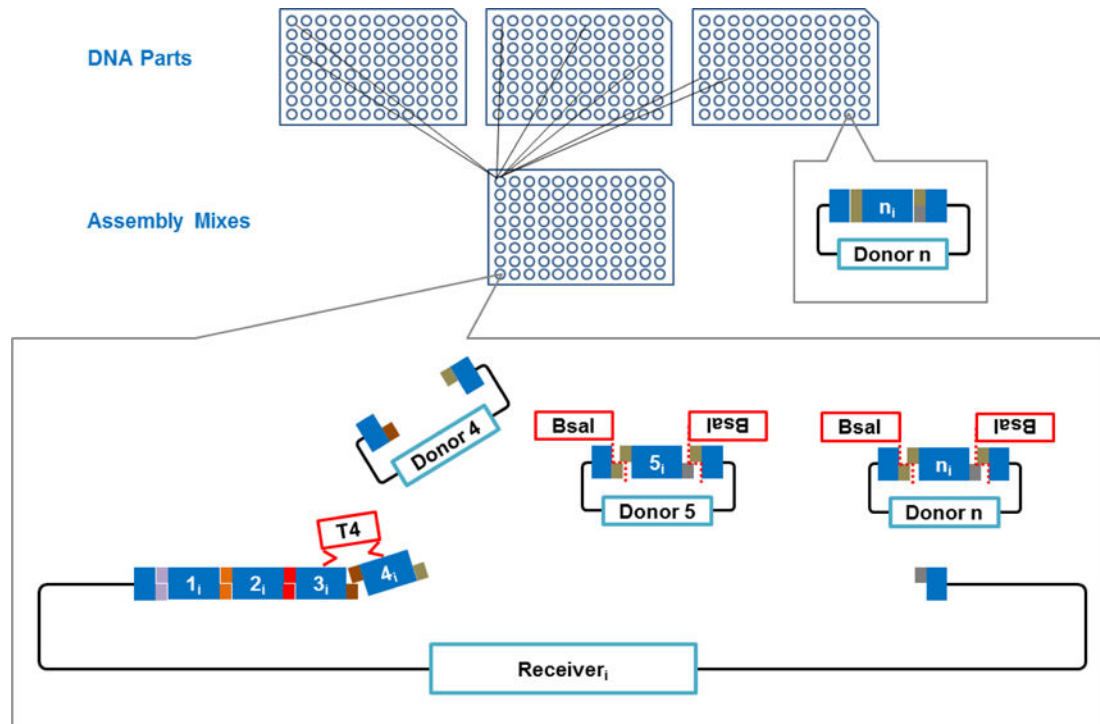 DNA Parts
Assembly Mixes
nᵢ
Donor n
Donor 4
BsaI
BsaI
5ᵢ
Donor 5
BsaI
BsaI
nᵢ
Donor n
T4
1ᵢ
2ᵢ
3ᵢ
4ᵢ
Receiverᵢ